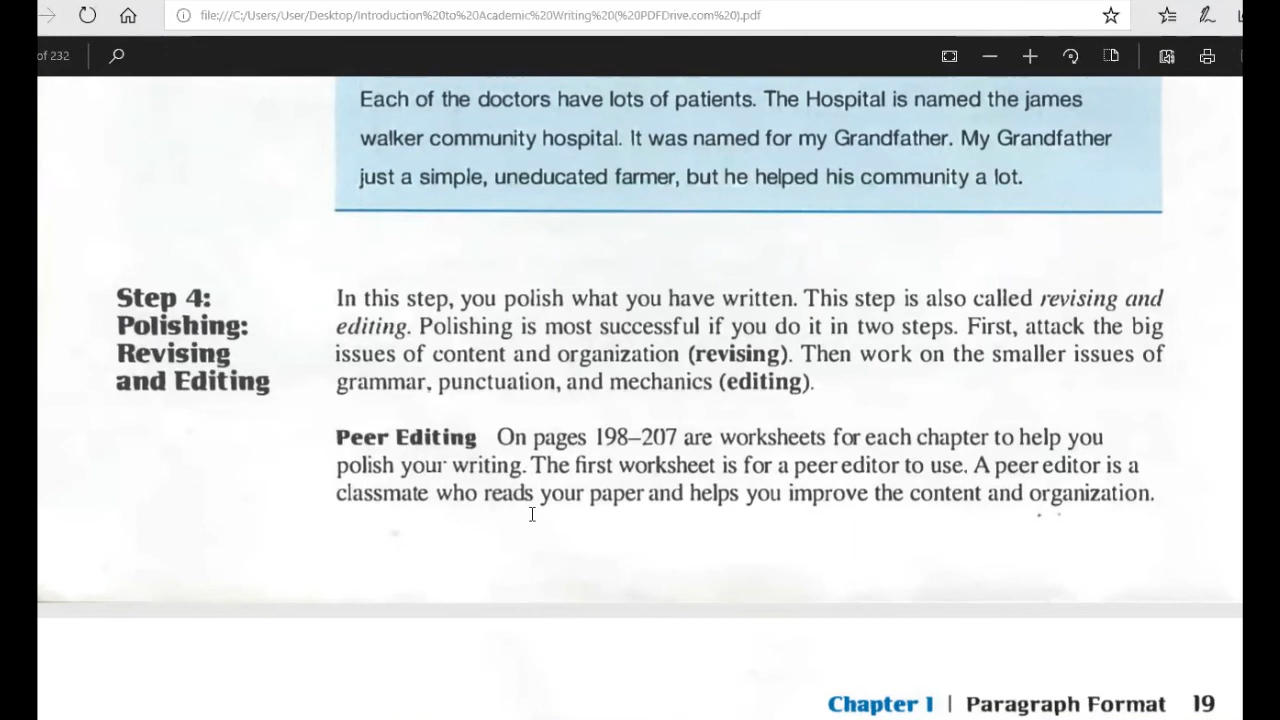 file:///C:/Users/User/Desktop/Introduction%20to%20Academic%20Writing%20(%20PDFDrive.com%20).pdf
of 232
Each of the doctors have lots of patients. The Hospital is named the james
walker community hospital. It was named for my Grandfather. My Grandfather
just a simple, uneducated farmer, but he helped his community a lot.
Step 4:
Polishing:
Revising
and Editing
In this step, you polish what you have written. This step is also called revising and
editing. Polishing is most successful if you do it in two steps. First, attack the big
issues of content and organization (revising). Then work on the smaller issues of
grammar, punctuation, and mechanics (editing).
Peer Editing On pages 198–207 are worksheets for each chapter to help you
polish your writing. The first worksheet is for a peer editor to use. A peer editor is a
classmate who reads your paper and helps you improve the content and organization.
Chapter 1 | Paragraph Format 19